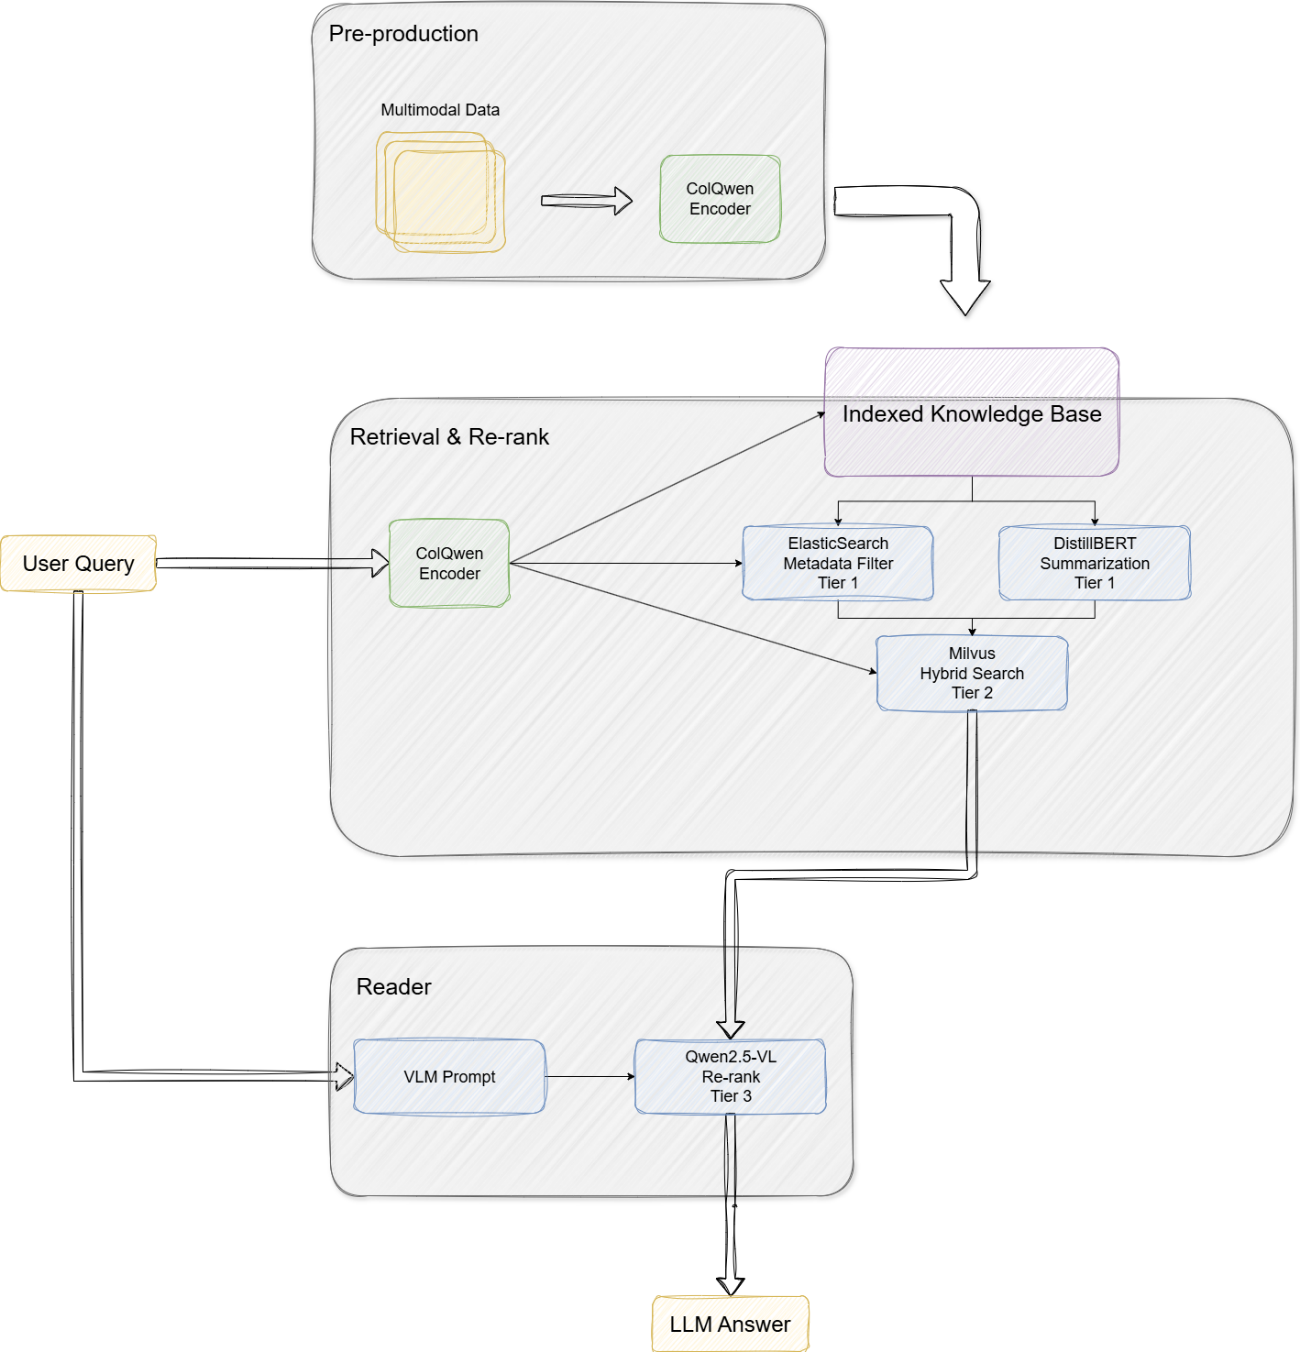 Pre-production
Multimodal Data
ColQwen
Encoder
Indexed Knowledge Base
Retrieval & Re-rank
User Query
ColQwen
Encoder
ElasticSearch
Metadata Filter
Tier 1
DistillBERT
Summarization
Tier 1
Milvus
Hybrid Search
Tier 2
Reader
VLM Prompt
Qwen2.5-VL
Re-rank
Tier 3
LLM Answer